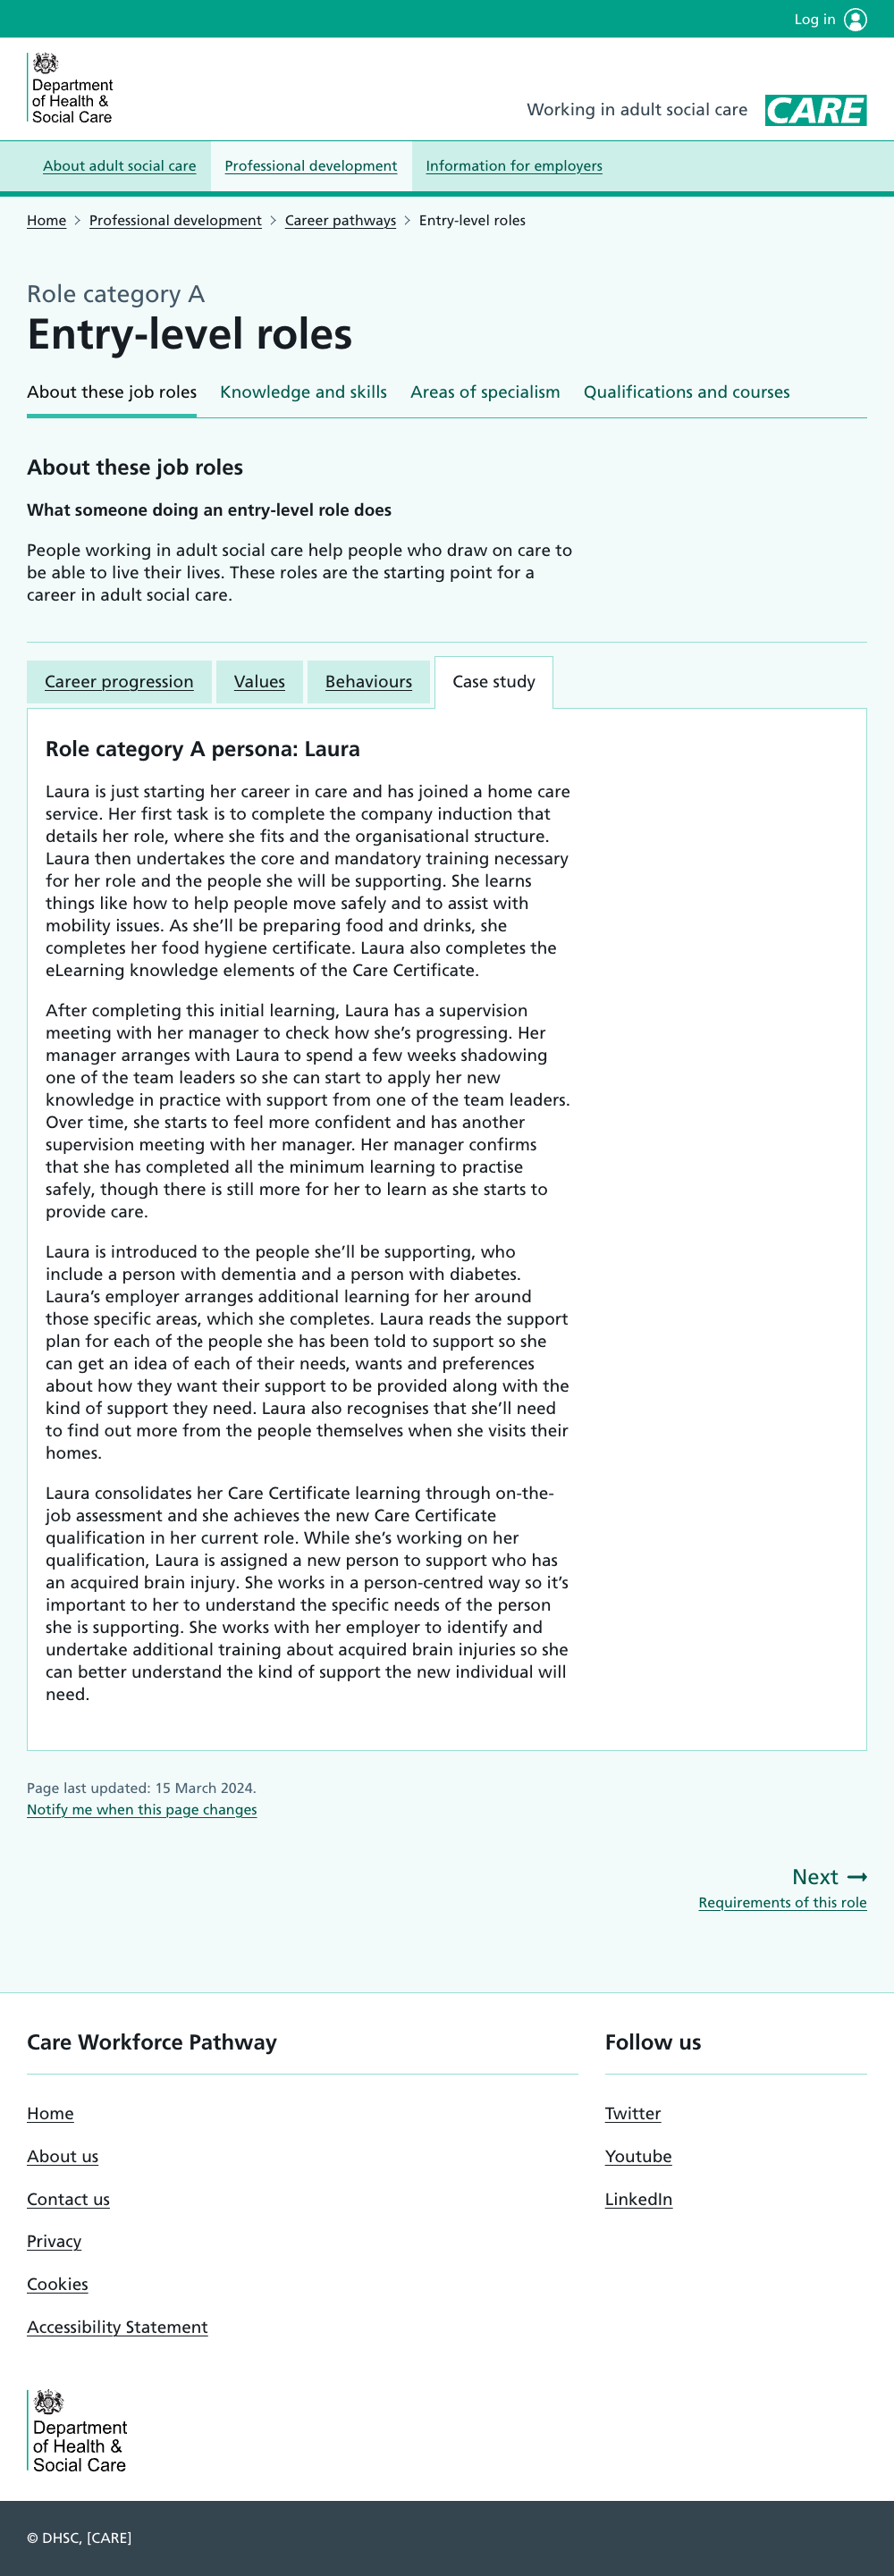 Log in
Department
of Health &
Social Care
Working in adult social care CARE
About adult social care Professional development Information for employers
Home Professional development Career pathways Entry-level roles
Role category A
Entry-level roles
About these job roles Knowledge and skills Areas of specialism Qualifications and courses
About these job roles
What someone doing an entry-level role does
People working in adult social care help people who draw on care to
be able to live their lives. These roles are the starting point for a
career in adult social care.
Career progression Values Behaviours Case study
Role category A persona: Laura
Laura is just starting her career in care and has joined a home care
service. Her first task is to complete the company induction that
details her role, where she fits and the organisational structure.
Laura then undertakes the core and mandatory training necessary
for her role and the people she will be supporting. She learns
things like how to help people move safely and to assist with
mobility issues. As she’ll be preparing food and drinks, she
completes her food hygiene certificate. Laura also completes the
eLearning knowledge elements of the Care Certificate.
After completing this initial learning, Laura has a supervision
meeting with her manager to check how she’s progressing. Her
manager arranges with Laura to spend a few weeks shadowing
one of the team leaders so she can start to apply her new
knowledge in practice with support from one of the team leaders.
Over time, she starts to feel more confident and has another
supervision meeting with her manager. Her manager confirms
that she has completed all the minimum learning to practise
safely, though there is still more for her to learn as she starts to
provide care.
Laura is introduced to the people she’ll be supporting, who
include a person with dementia and a person with diabetes.
Laura’s employer arranges additional learning for her around
those specific areas, which she completes. Laura reads the support
plan for each of the people she has been told to support so she
can get an idea of each of their needs, wants and preferences
about how they want their support to be provided along with the
kind of support they need. Laura also recognises that she’ll need
to find out more from the people themselves when she visits their
homes.
Laura consolidates her Care Certificate learning through on-the-
job assessment and she achieves the new Care Certificate
qualification in her current role. While she’s working on her
qualification, Laura is assigned a new person to support who has
an acquired brain injury. She works in a person-centred way so it’s
important to her to understand the specific needs of the person
she is supporting. She works with her employer to identify and
undertake additional training about acquired brain injuries so she
can better understand the kind of support the new individual will
need.
Page last updated: 15 March 2024.
Notify me when this page changes
Next
Requirements of this role
Care Workforce Pathway
Home
About us
Contact us
Privacy
Cookies
Accessibility Statement
Follow us
Twitter
Youtube
LinkedIn
Department
of Health &
Social Care
© DHSC, [CARE]